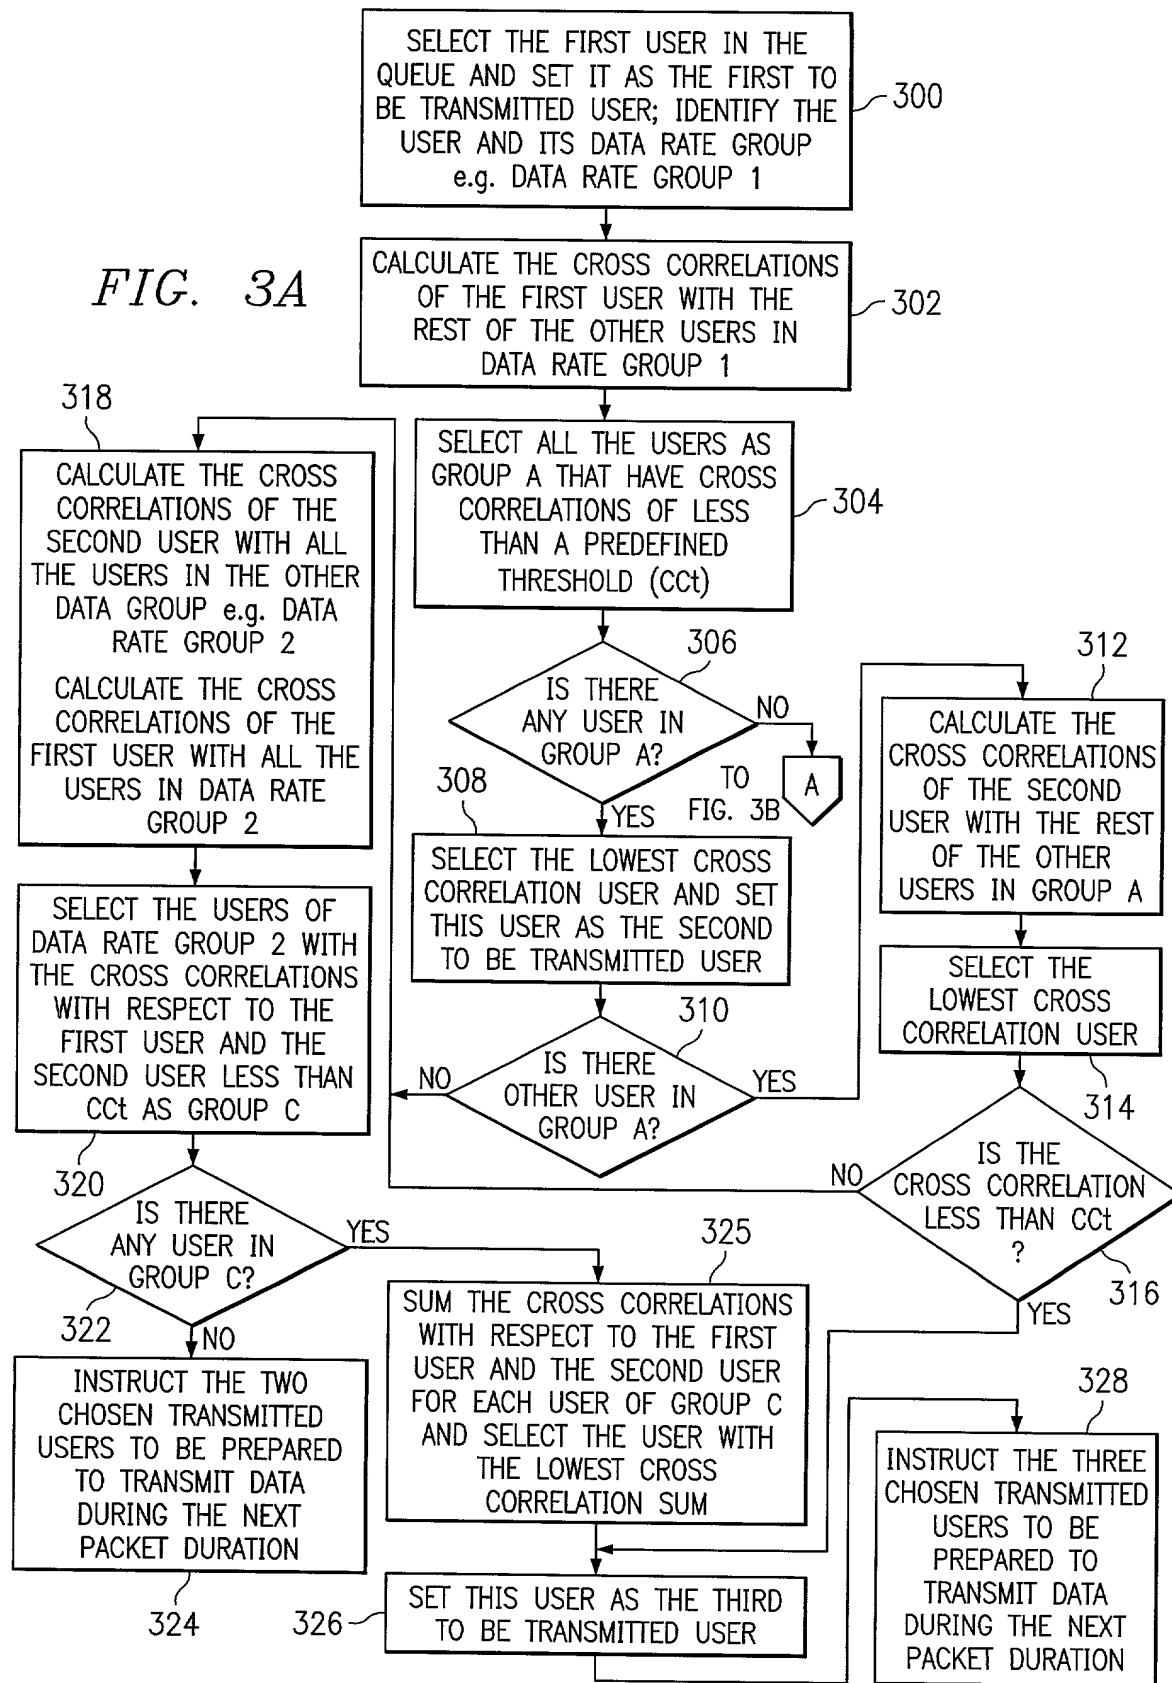 SELECT THE FIRST USER IN THE
QUEUE AND SET IT AS THE FIRST TO
BE TRANSMITTED USER; IDENTIFY THE
USER AND ITS DATA RATE GROUP
e.g. DATA RATE GROUP 1
300
FIG. 3A
CALCULATE THE CROSS CORRELATIONS
OF THE FIRST USER WITH THE
REST OF THE OTHER USERS IN
DATA RATE GROUP 1
302
SELECT ALL THE USERS AS
GROUP A THAT HAVE CROSS
CORRELATIONS OF LESS
THAN A PREDEFINED
THRESHOLD (CCt)
304
306
IS THERE
ANY USER IN
GROUP A?
NO
A
TO
FIG. 3B
YES
308
SELECT THE LOWEST CROSS
CORRELATION USER AND SET
THIS USER AS THE SECOND
TO BE TRANSMITTED USER
310
IS THERE
OTHER USER IN
GROUP A?
NO
YES
312
CALCULATE THE
CROSS CORRELATIONS
OF THE SECOND
USER WITH THE REST
OF THE OTHER
USERS IN GROUP A
SELECT THE
LOWEST CROSS
CORRELATION USER
314
IS THE
CROSS CORRELATION
LESS THAN CCt
?
NO
316
YES
318
CALCULATE THE CROSS
CORRELATIONS OF THE
SECOND USER WITH ALL
THE USERS IN THE OTHER
DATA GROUP e.g. DATA
RATE GROUP 2
CALCULATE THE CROSS
CORRELATIONS OF THE
FIRST USER WITH ALL THE
USERS IN DATA RATE
GROUP 2
SELECT THE USERS OF
DATA RATE GROUP 2 WITH
THE CROSS CORRELATIONS
WITH RESPECT TO THE
FIRST USER AND THE
SECOND USER LESS THAN
CCt AS GROUP C
320
IS THERE
ANY USER IN
GROUP C?
YES
322
NO
INSTRUCT THE TWO
CHOSEN TRANSMITTED
USERS TO BE PREPARED
TO TRANSMIT DATA
DURING THE NEXT
PACKET DURATION
324
325
SUM THE CROSS CORRELATIONS
WITH RESPECT TO THE FIRST
USER AND THE SECOND USER
FOR EACH USER OF GROUP C
AND SELECT THE USER WITH
THE LOWEST CROSS
CORRELATION SUM
326
SET THIS USER AS THE THIRD
TO BE TRANSMITTED USER
328
INSTRUCT THE THREE
CHOSEN TRANSMITTED
USERS TO BE
PREPARED TO
TRANSMIT DATA
DURING THE NEXT
PACKET DURATION